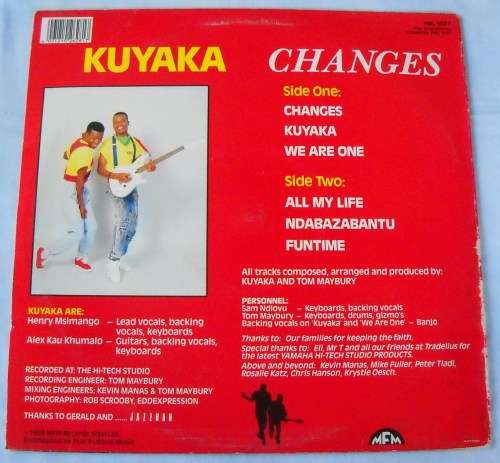 KUYAKA CHANGES
Side One:
CHANGES
KUYAKA
WE ARE ONE
Side Two:
ALL MY LIFE
NDABAZABANTU
FUNTIME
All tracks composed, arranged and produced by:
KUYAKA AND TOM MAYBURY
KUYAKA ARE:
Henry Msimango – Lead vocals, backing
vocals, keyboards
Alex Kau Khumalo – Guitars, backing vocals,
keyboards
RECORDED AT: THE HI-TECH STUDIO
RECORDING ENGINEER: TOM MAYBURY
MIXING ENGINEERS: KEVIN MANAS & TOM MAYBURY
PHOTOGRAPHY: ROB SCROOBY, EDDEXPRESSION
THANKS TO GERALD AND ...... JAZZMAN
PERSONNEL:
Sam Ndlovu – Keyboards, backing vocals
Tom Maybury – Keyboards, drums, gizmo's
Backing vocals on 'Kuyaka' and 'We Are One' – Banjo
Thanks to: Our families for keeping the faith.
Special thanks to: Eli, Mr T and all our friends at Tradelius for
the latest YAMAHA HI-TECH STUDIO PRODUCTS.
Above and beyond: Kevin Manas, Mike Fuller, Peter Tladi,
Rosalie Katz, Chris Hanson, Krystie Oesch.
MFM